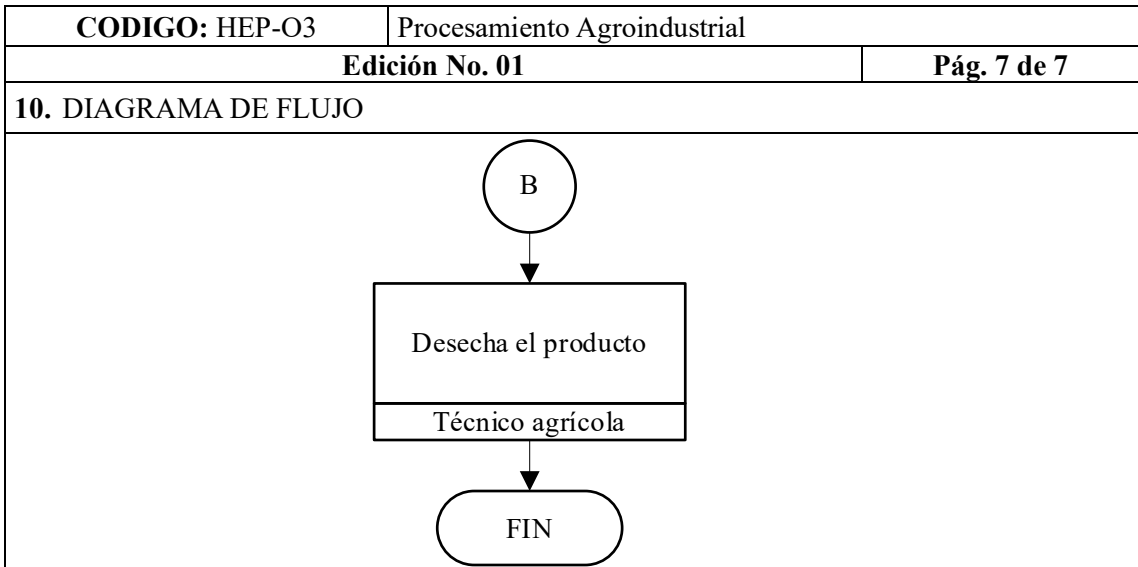 CODIGO: HEP-O3 Procesamiento Agroindustrial
Edición No. 01 Pág. 7 de 7
10. DIAGRAMA DE FLUJO
B
Desecha el producto
Técnico agrícola
FIN